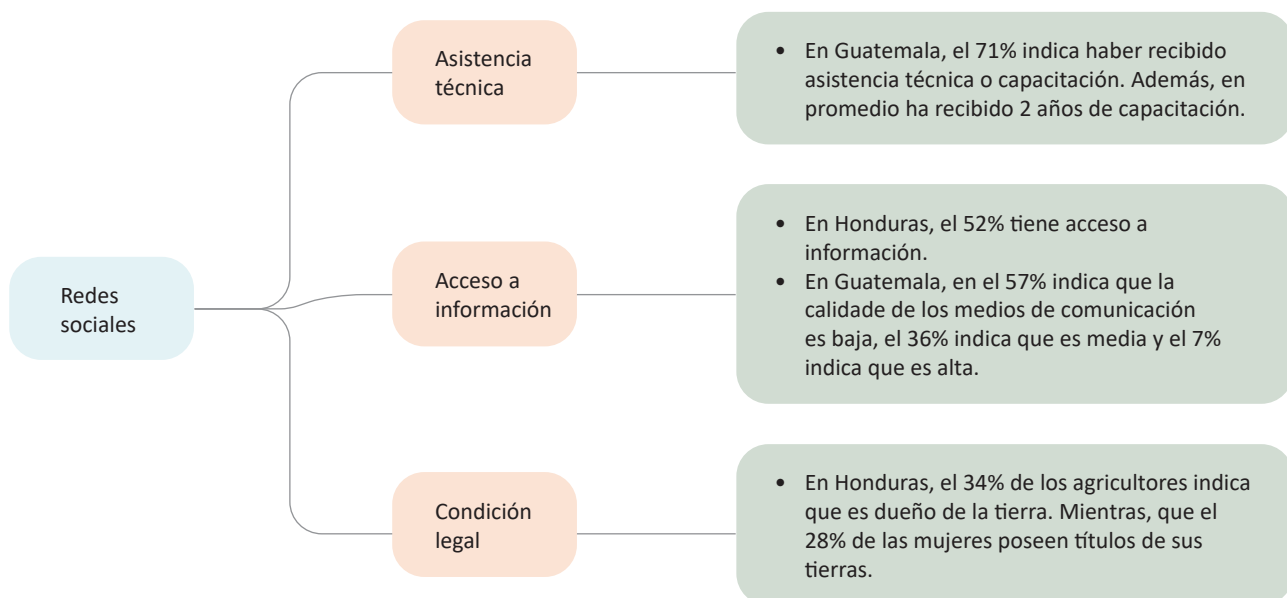 Redes
sociales
Asistencia
técnica
• En Guatemala, el 71% indica haber recibido
asistencia técnica o capacitación. Además, en
promedio ha recibido 2 años de capacitación.
Acceso a
información
• En Honduras, el 52% tiene acceso a
información.
• En Guatemala, en el 57% indica que la
calidade de los medios de comunicación
es baja, el 36% indica que es media y el 7%
indica que es alta.
Condición
legal
• En Honduras, el 34% de los agricultores indica
que es dueño de la tierra. Mientras, que el
28% de las mujeres poseen títulos de sus
tierras.